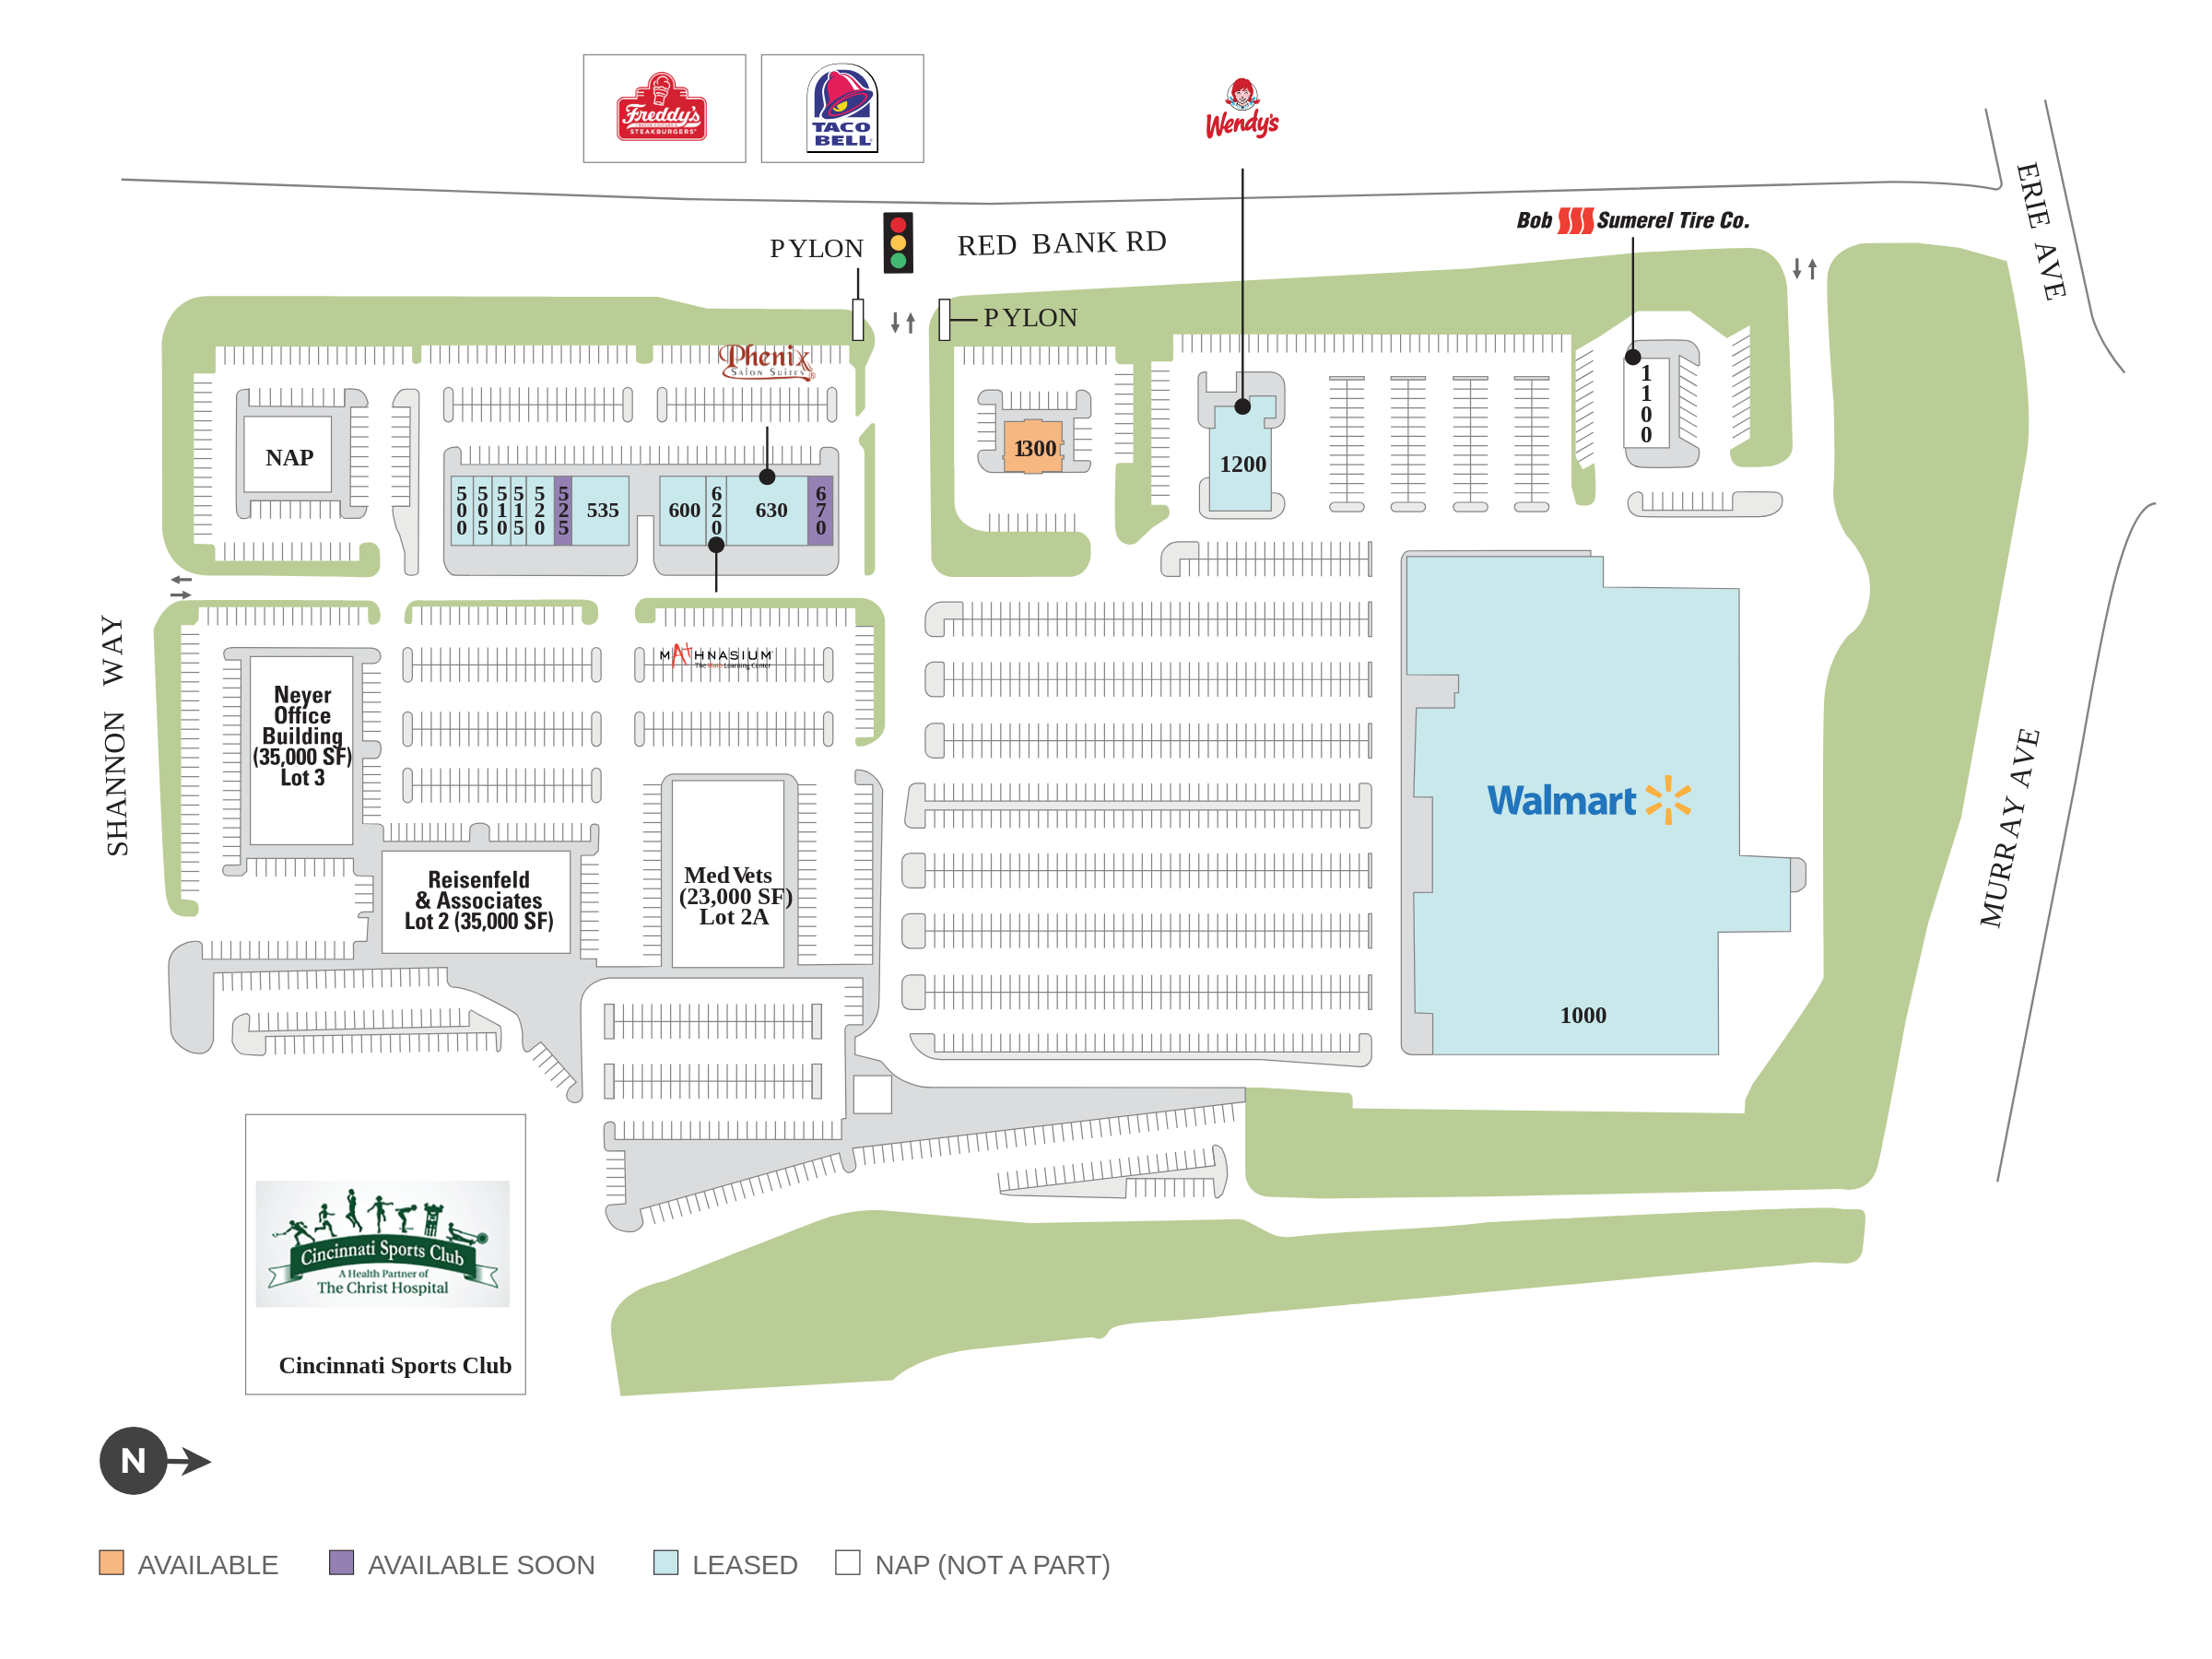 Freddy's
STEAKBURGERS
TACO
BELL
Wendy's
ERIE AVE
Bob Sumerel Tire Co.
PYLON
RED BANK RD
PYLON
Phenix
SALON SUITES
1100
NAP
1300
1200
500
505
510
515
520
525
535
600
620
630
670
SHANNON WAY
MATHNASIUM
The Math Learning Center
Neyer
Office
Building
(35,000 SF)
Lot 3
Walmart
MURRAY AVE
Reisenfeld
& Associates
Lot 2 (35,000 SF)
Med Vets
(23,000 SF)
Lot 2A
1000
Cincinnati Sports Club
A Health Partner of
The Christ Hospital
Cincinnati Sports Club
N
AVAILABLE
AVAILABLE SOON
LEASED
NAP (NOT A PART)